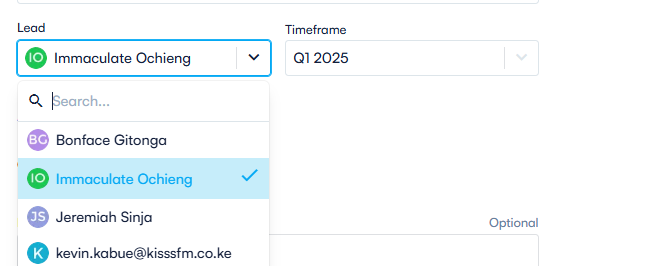 Lead
Timeframe
IO Immaculate Ochieng
Q1 2025
Search...
BG Bonface Gitonga
IO Immaculate Ochieng
JS Jeremiah Sinja
Optional
K kevin.kabue@kisssfm.co.ke